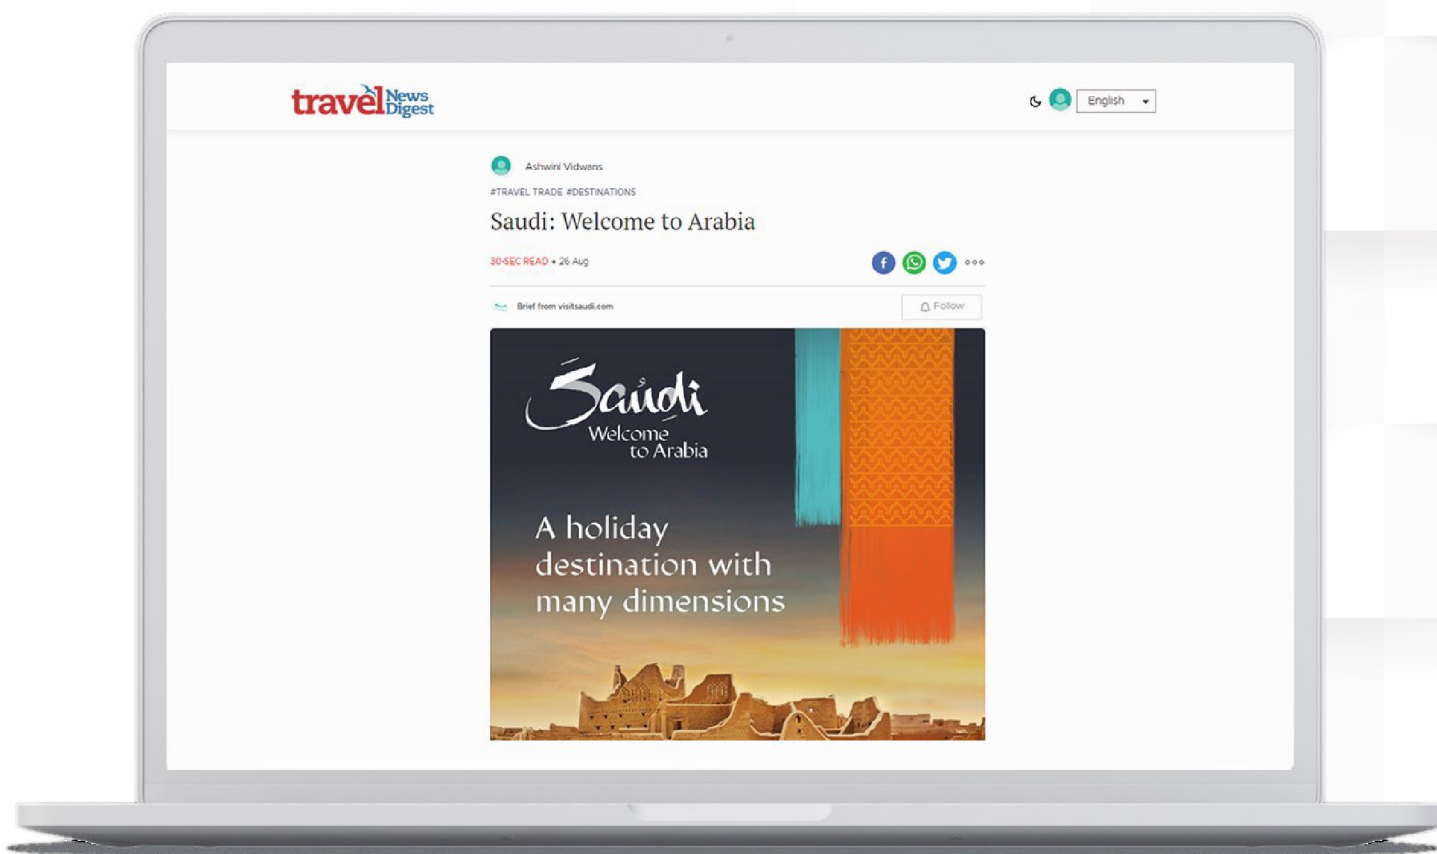 travel News Digest
English
Ashwini Vidwans
#TRAVEL TRADE #DESTINATIONS
Saudi: Welcome to Arabia
30-SEC READ • 26 Aug
Brief from visitsaudi.com
Follow
Saudi
Welcome
to Arabia
A holiday
destination with
many dimensions